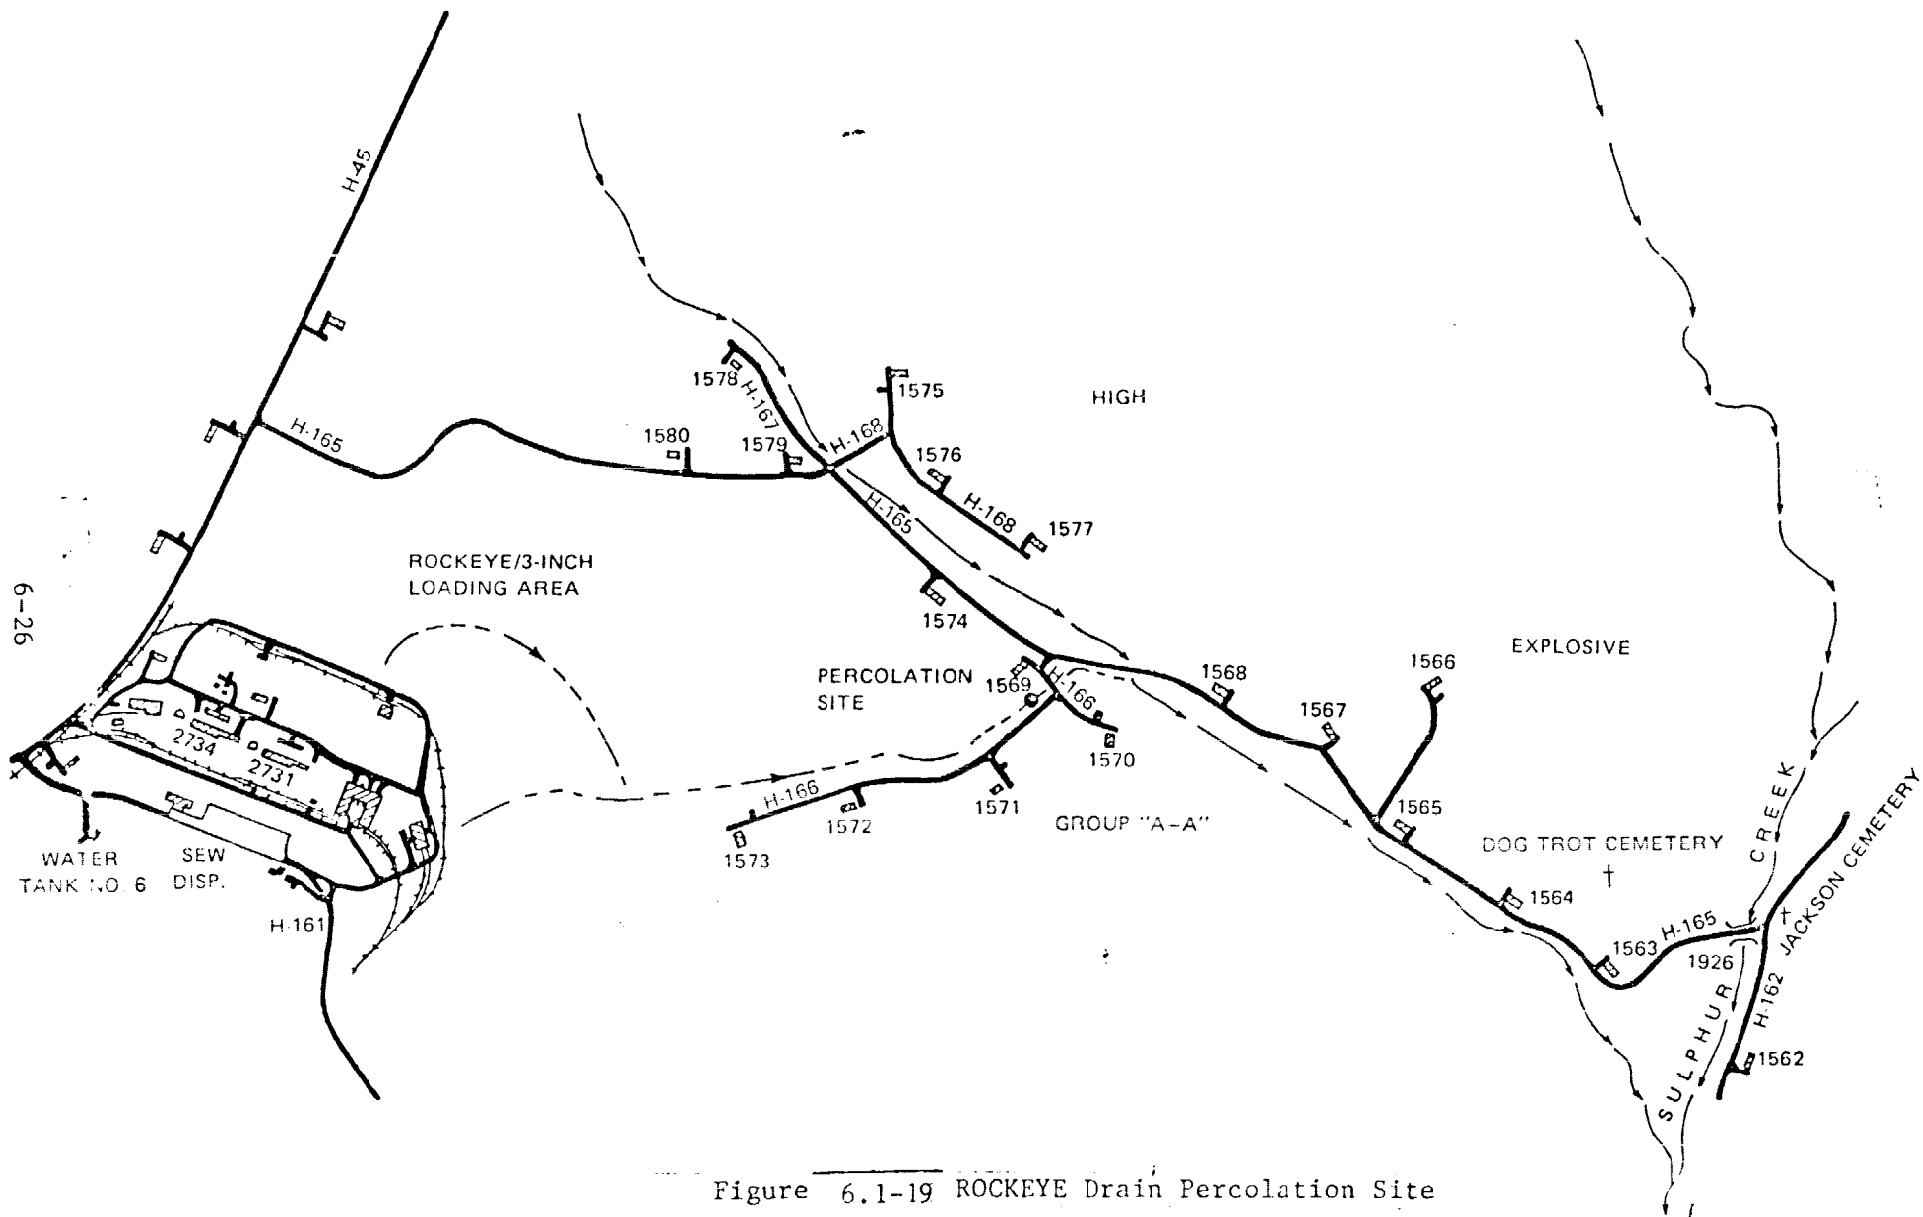 H-45
1578
H-167
1575
HIGH
H-165
1580
1579
H-168
1576
H-168
1577
H-165
ROCKEYE/3-INCH
LOADING AREA
6-26
1574
PERCOLATION
SITE
1569
H-166
1568
1566
EXPLOSIVE
1567
2734
2731
1570
H-166
1571
1572
1573
GROUP "A-A"
1565
DOG TROT CEMETERY
SULPHUR CREEK
JACKSON CEMETERY
WATER
TANK NO. 6
SEW
DISP.
H-161
1564
H-165
1563
1926
H-162
1562
Figure 6.1-19 ROCKEYE Drain Percolation Site